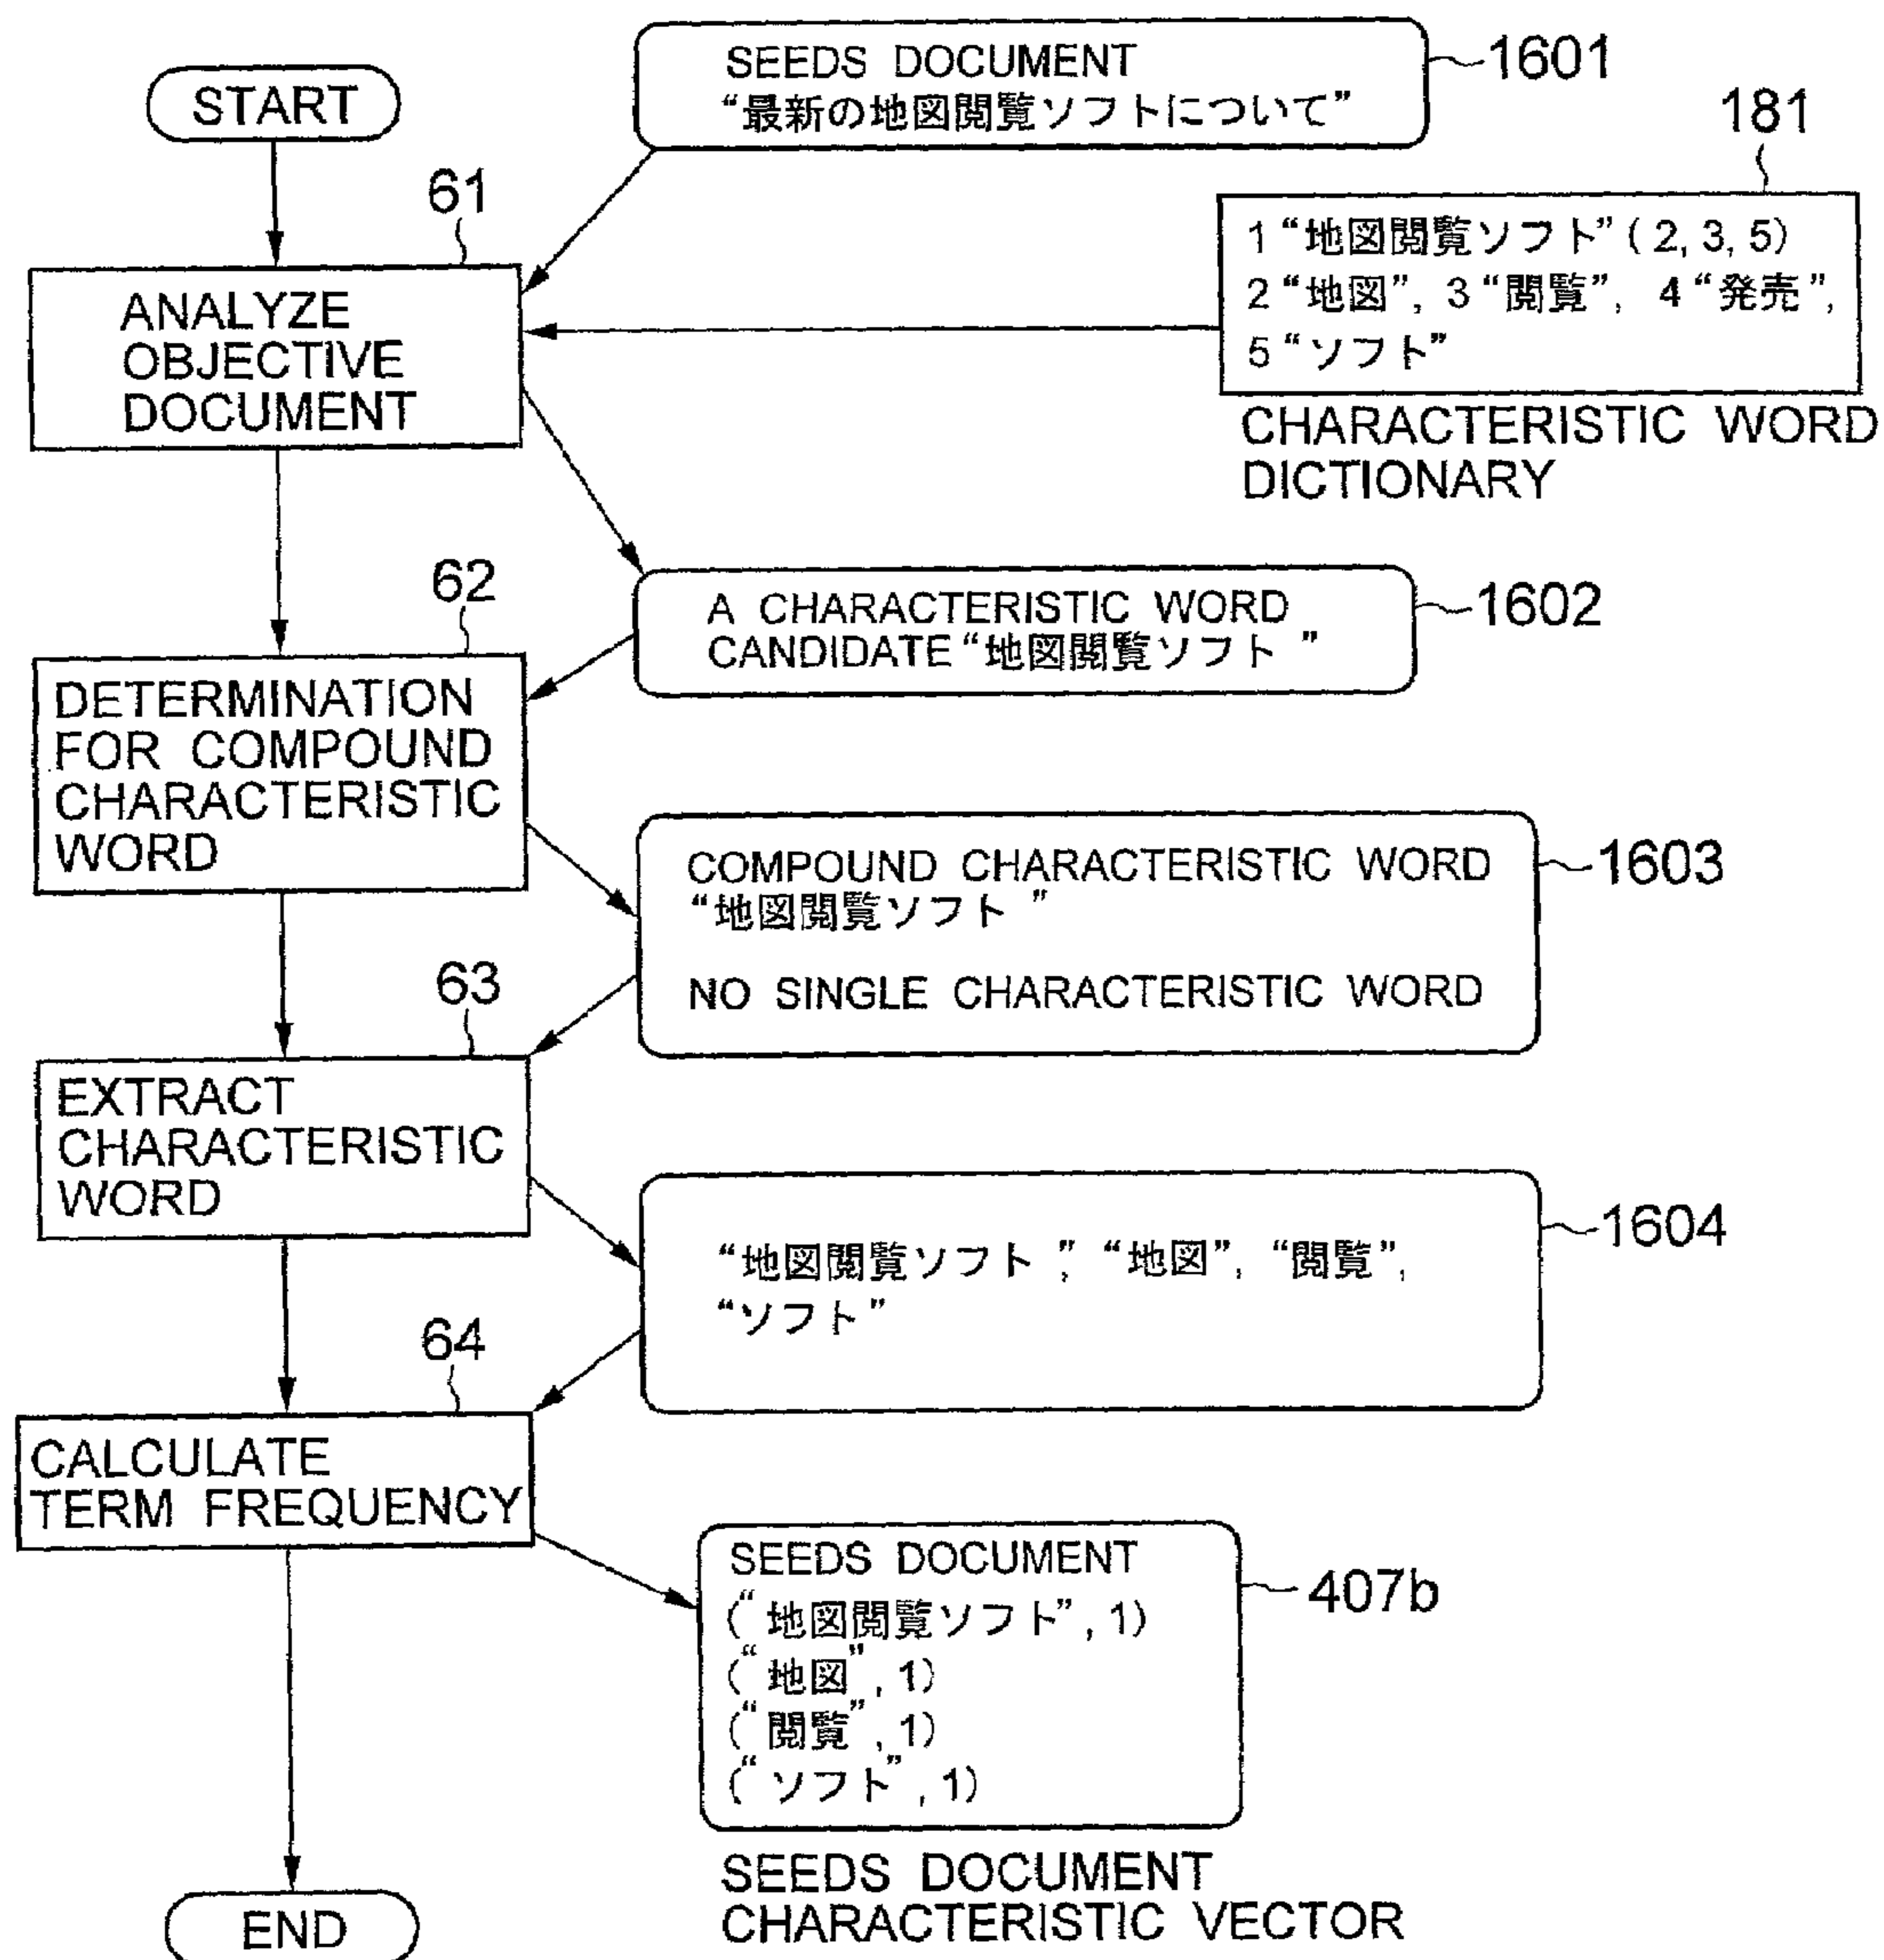 START
SEEDS DOCUMENT
“最新の地図閲覧ソフトについて”
1601
181
61
1 “地図閲覧ソフト” ( 2, 3, 5)
2 “地図”, 3 “閲覧”, 4 “発売”,
5 “ソフト”
CHARACTERISTIC WORD
DICTIONARY
ANALYZE
OBJECTIVE
DOCUMENT
62
A CHARACTERISTIC WORD
CANDIDATE “地図閲覧ソフト ”
1602
DETERMINATION
FOR COMPOUND
CHARACTERISTIC
WORD
COMPOUND CHARACTERISTIC WORD
“地図閲覧ソフト ”
NO SINGLE CHARACTERISTIC WORD
1603
63
EXTRACT
CHARACTERISTIC
WORD
“地図閲覧ソフト ”, “地図”, “閲覧”,
“ソフト”
1604
64
CALCULATE
TERM FREQUENCY
SEEDS DOCUMENT
(“地図閲覧ソフト”, 1)
(“地図”, 1)
(“閲覧”, 1)
(“ソフト”, 1)
407b
SEEDS DOCUMENT
CHARACTERISTIC VECTOR
END